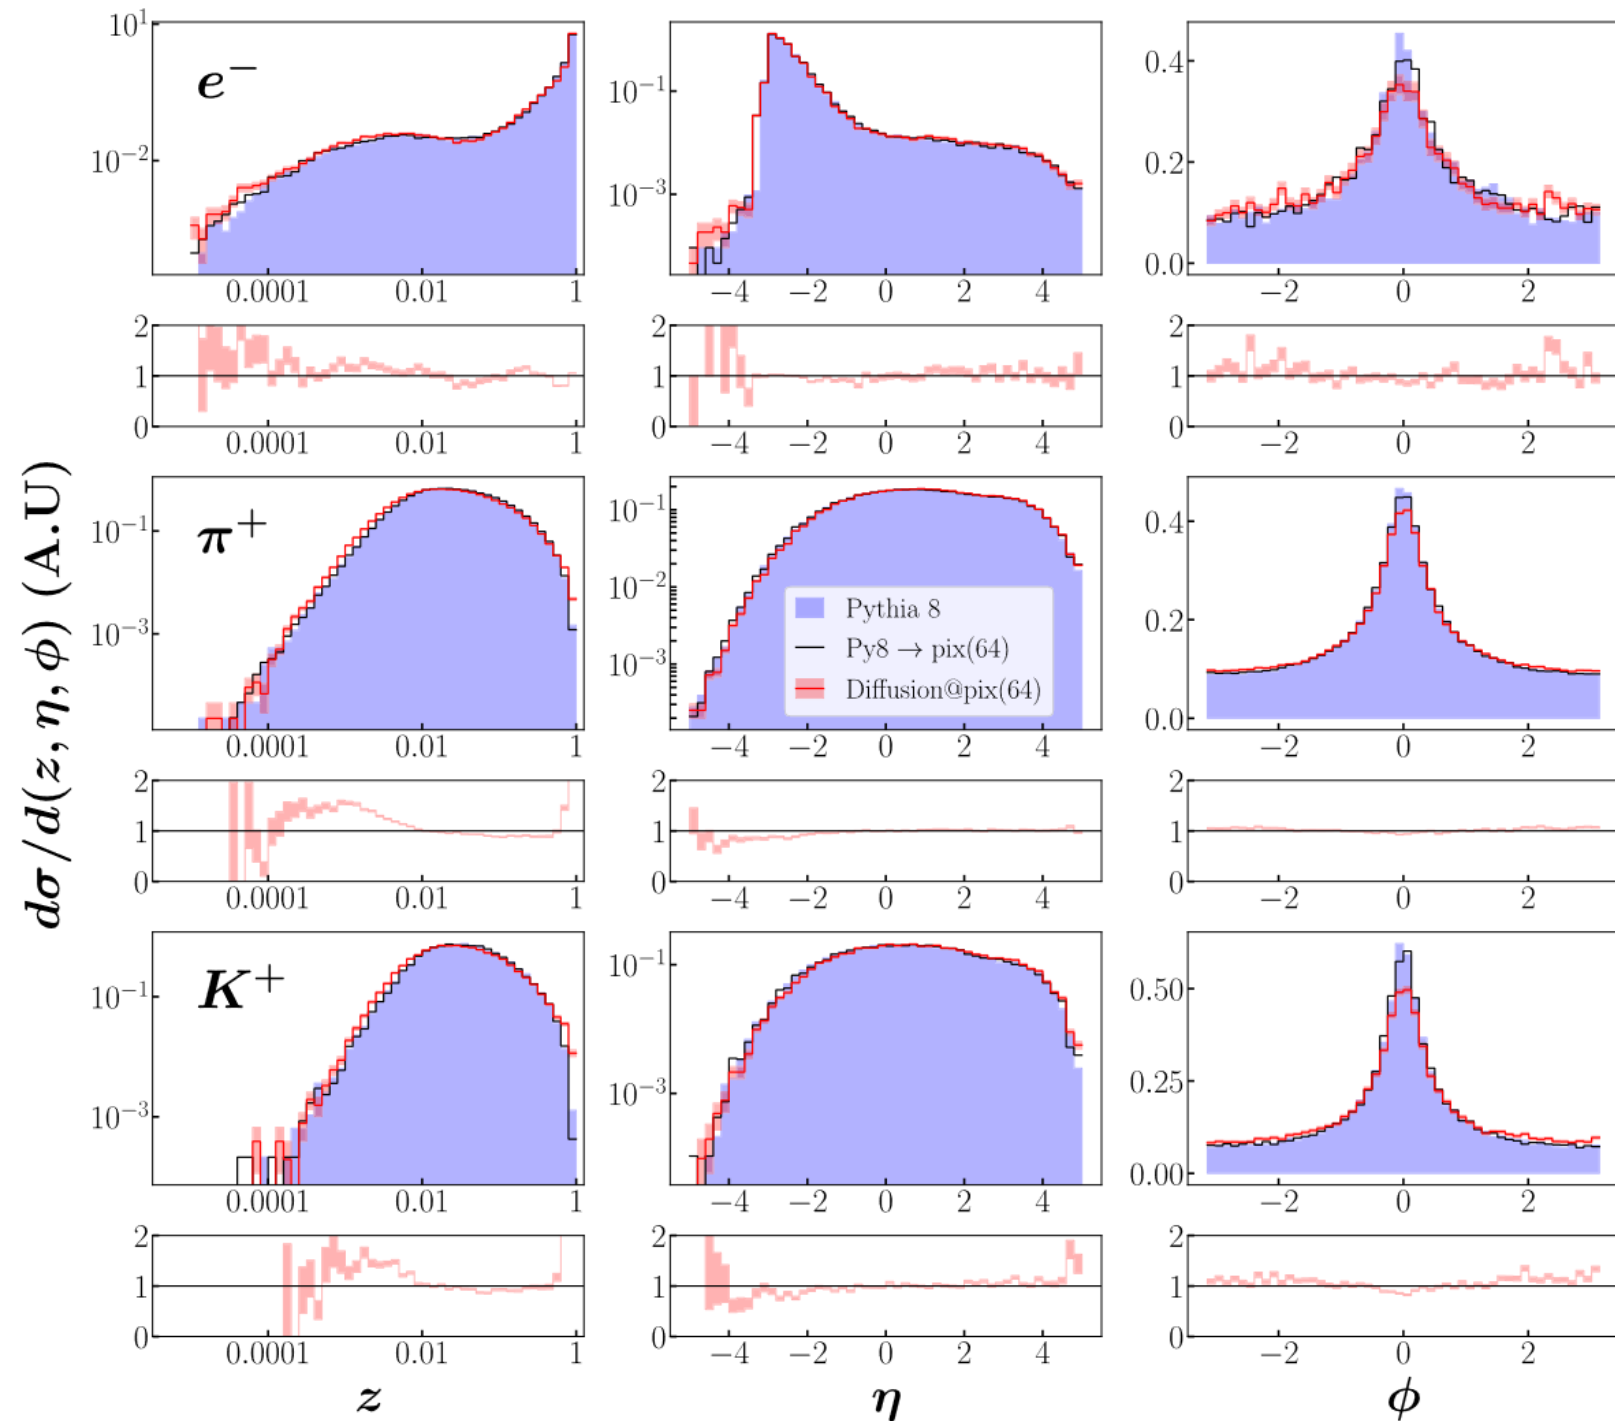 dσ/d(z, η, ϕ) (A.U)
e⁻
10¹
10⁻²
0.0001 0.01 1
10⁻¹
10⁻³
−4 −2 0 2 4
0.4
0.2
0.0
−2 0 2
2
1
0
0.0001 0.01 1
2
1
0
−4 −2 0 2 4
2
1
0
−2 0 2
π⁺
10⁻¹
10⁻³
0.0001 0.01 1
10⁻¹
10⁻²
10⁻³
Pythia 8
Py8 → pix(64)
Diffusion@pix(64)
−4 −2 0 2 4
0.4
0.2
0.0
−2 0 2
2
1
0
0.0001 0.01 1
2
1
0
−4 −2 0 2 4
2
1
0
−2 0 2
K⁺
10⁻¹
10⁻³
0.0001 0.01 1
10⁻¹
10⁻³
−4 −2 0 2 4
0.50
0.25
0.00
−2 0 2
2
1
0
0.0001 0.01 1
z
2
1
0
−4 −2 0 2 4
η
2
1
0
−2 0 2
ϕ